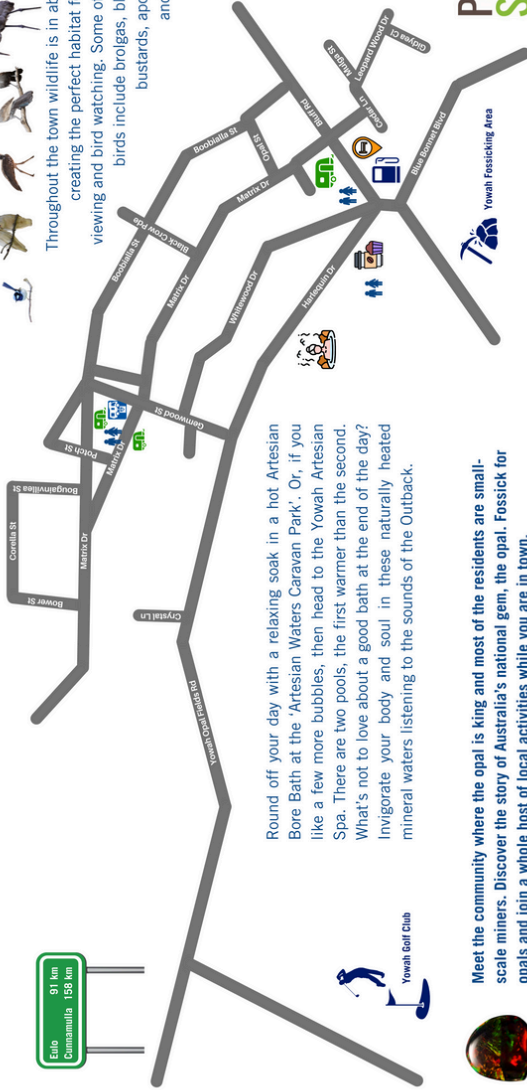 Throughout the town wildlife is in ab
creating the perfect habitat f
viewing and bird watching. Some of
birds include brolgas, bl
bustards, apo
and
Eulo 91 km
Cunnamulla 158 km
Bower St
Corella St
Bougainvillea
Matrix Dr
Potch St
Matrix Dr
Gemwood St
Boobialla St
Black Crow Pde
Matrix Dr
Boobialla St
Opal St
Matrix Dr
Bluff Rd
Mulga St
Leopard Wood Dr
Gidyea Ct
Cedar Ln
Whitewood Dr
Harlequin Dr
Blue Bonnet Blvd
Crystal Ln
Yowah Opal Fields Rd
Round off your day with a relaxing soak in a hot Artesian
Bore Bath at the 'Artesian Waters Caravan Park'. Or, if you
like a few more bubbles, then head to the Yowah Artesian
Spa. There are two pools, the first warmer than the second.
What's not to love about a good bath at the end of the day?
Invigorate your body and soul in these naturally heated
mineral waters listening to the sounds of the Outback.
Yowah Golf Club
Yowah Fossicking Area
Meet the community where the opal is king and most of the residents are small-
scale miners. Discover the story of Australia's national gem, the opal. Fossick for
opals and join a whole host of local activities while you are in town.
P
S